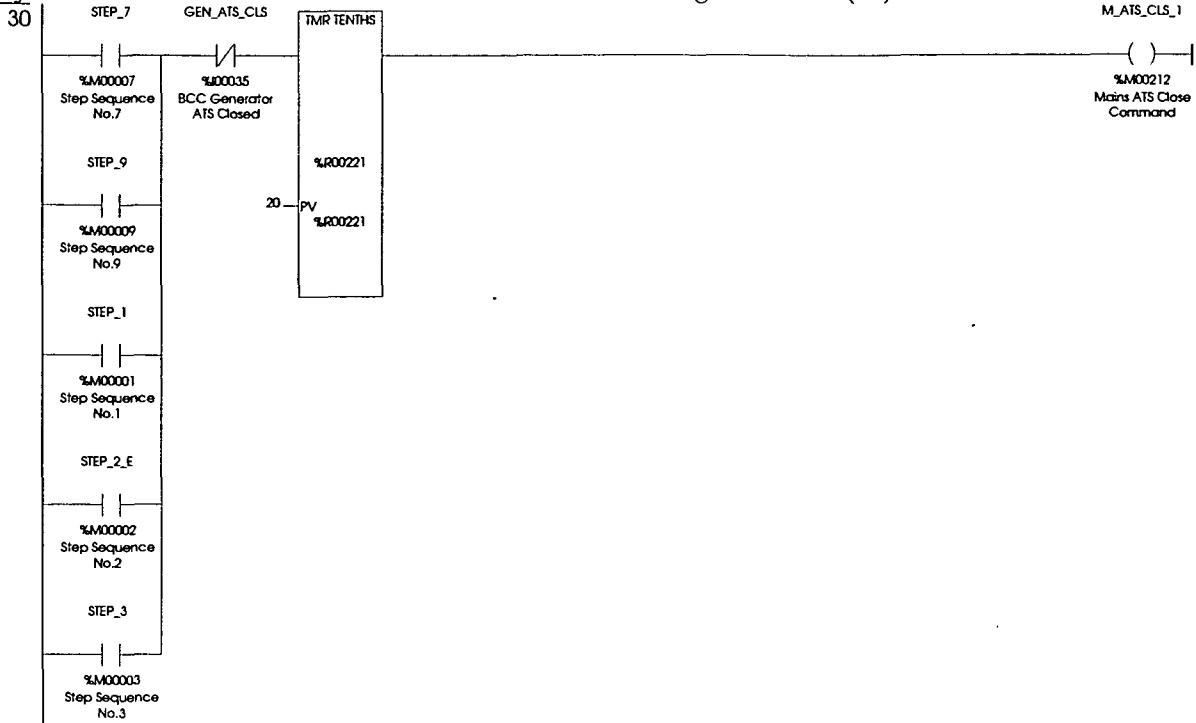 30
STEP_7 GEN_ATS_CLS TMR TENTHS M_ATS_CLS_1
%M00007 %I00035 %M00212
Step Sequence BCC Generator Mains ATS Close
No.7 ATS Closed Command
STEP_9 %R00221
20 PV
%R00221
%M00009
Step Sequence
No.9
STEP_1
%M00001
Step Sequence
No.1
STEP_2_E
%M00002
Step Sequence
No.2
STEP_3
%M00003
Step Sequence
No.3